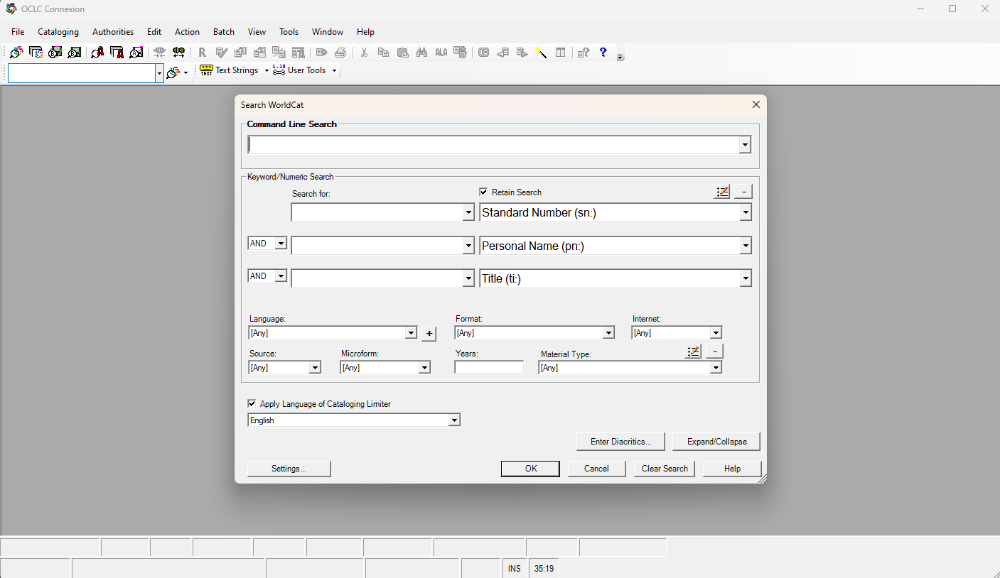 OCLC Connexion
File Cataloging Authorities Edit Action Batch View Tools Window Help
R ALA ?
TEXT Text Strings 1...10 User Tools
Search WorldCat
Command Line Search
Keyword/Numeric Search
Search for: Retain Search
Standard Number (sn:)
AND Personal Name (pn:)
AND Title (ti:)
Language: Format: Internet:
[Any] + [Any] [Any]
Source: Microform: Years: Material Type:
[Any] [Any] [Any]
Apply Language of Cataloging Limiter
English
Enter Diacritics... Expand/Collapse
Settings... OK Cancel Clear Search Help
INS 35:19